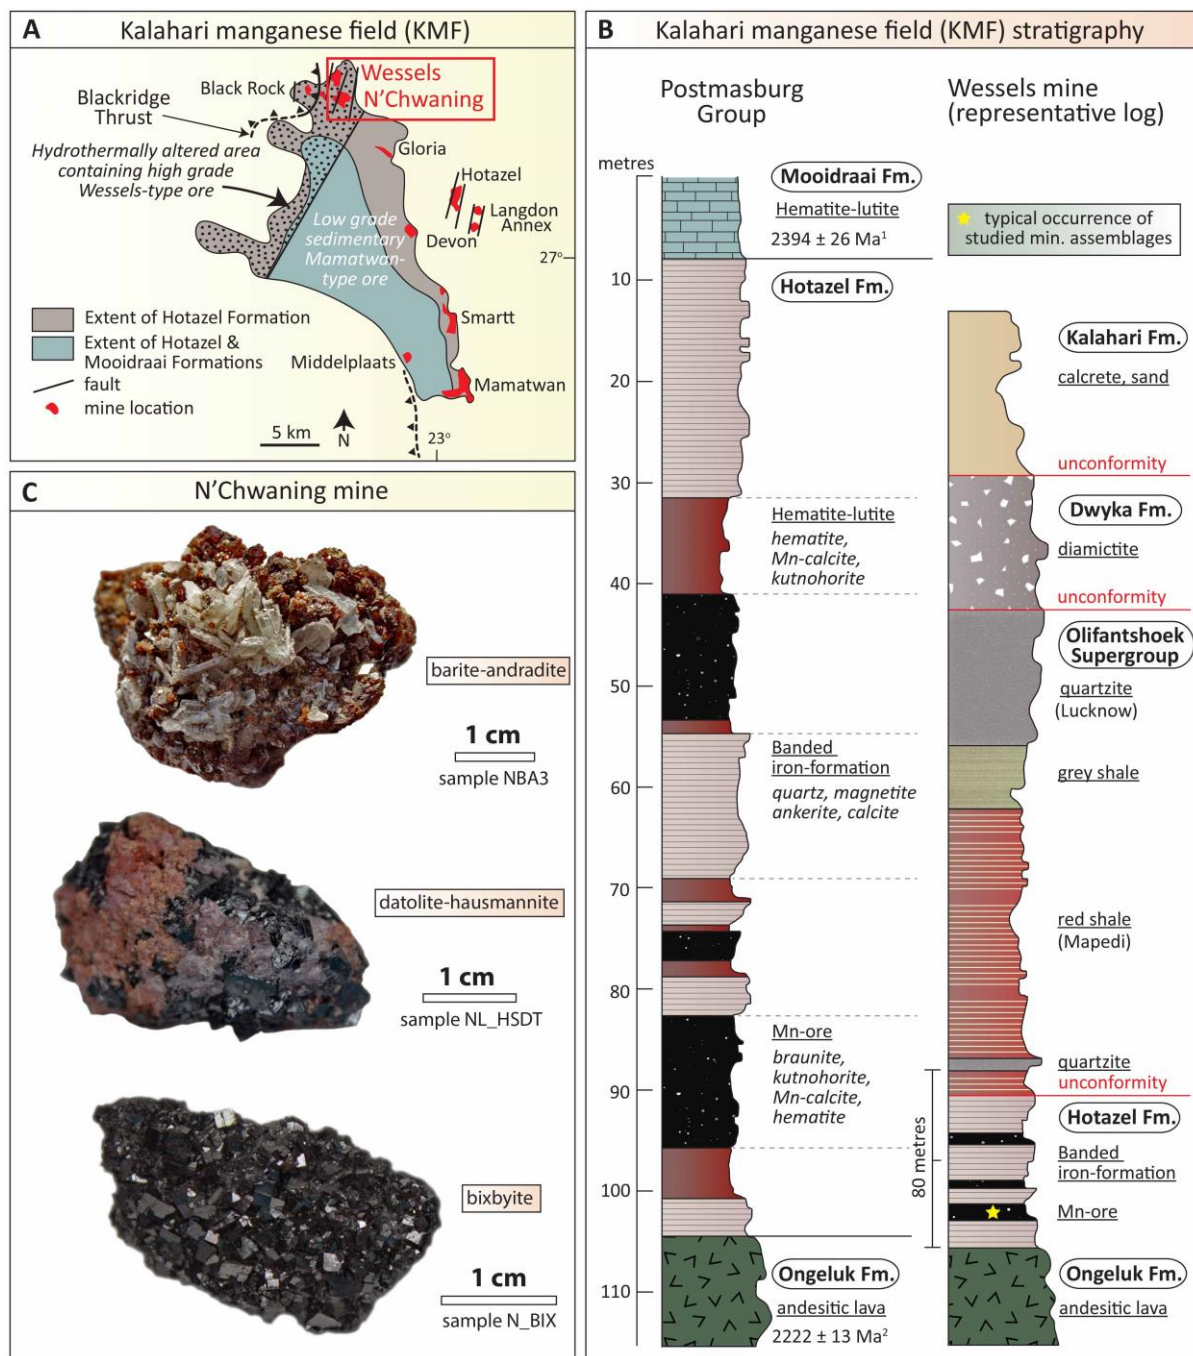 A
Kalahari manganese field (KMF)
Wessels
N'Chwaning
Black Rock
Blackridge
Thrust
Hydrothermally altered area
containing high grade
Wessels-type ore
Gloria
Hotazel
Langdon
Annex
Devon
Low grade
sedimentary
Mamatwan-
type ore
27°
Extent of Hotazel Formation
Extent of Hotazel &
Mooidraai Formations
fault
mine location
Smartt
Middelplaats
Mamatwan
5 km
N
23°
C
N'Chwaning mine
barite-andradite
1 cm
sample NBA3
datolite-hausmannite
1 cm
sample NL_HSDT
bixbyite
1 cm
sample N_BIX
B
Kalahari manganese field (KMF) stratigraphy
Postmasburg
Group
metres
10
20
30
40
50
60
70
80
90
100
110
Mooidraai Fm.
Hematite-lutite
2394 ± 26 Ma¹
Hotazel Fm.
Hematite-lutite
hematite,
Mn-calcite,
kutnohorite
Banded
iron-formation
quartz, magnetite
ankerite, calcite
Mn-ore
braunite,
kutnohorite,
Mn-calcite,
hematite
Ongeluk Fm.
andesitic lava
2222 ± 13 Ma²
Wessels mine
(representative log)
typical occurrence of
studied min. assemblages
Kalahari Fm.
calcrete, sand
unconformity
Dwyka Fm.
diamictite
unconformity
Olifantshoek
Supergroup
quartzite
(Lucknow)
grey shale
red shale
(Mapedi)
quartzite
unconformity
Hotazel Fm.
80 metres
Banded
iron-formation
Mn-ore
Ongeluk Fm.
andesitic lava